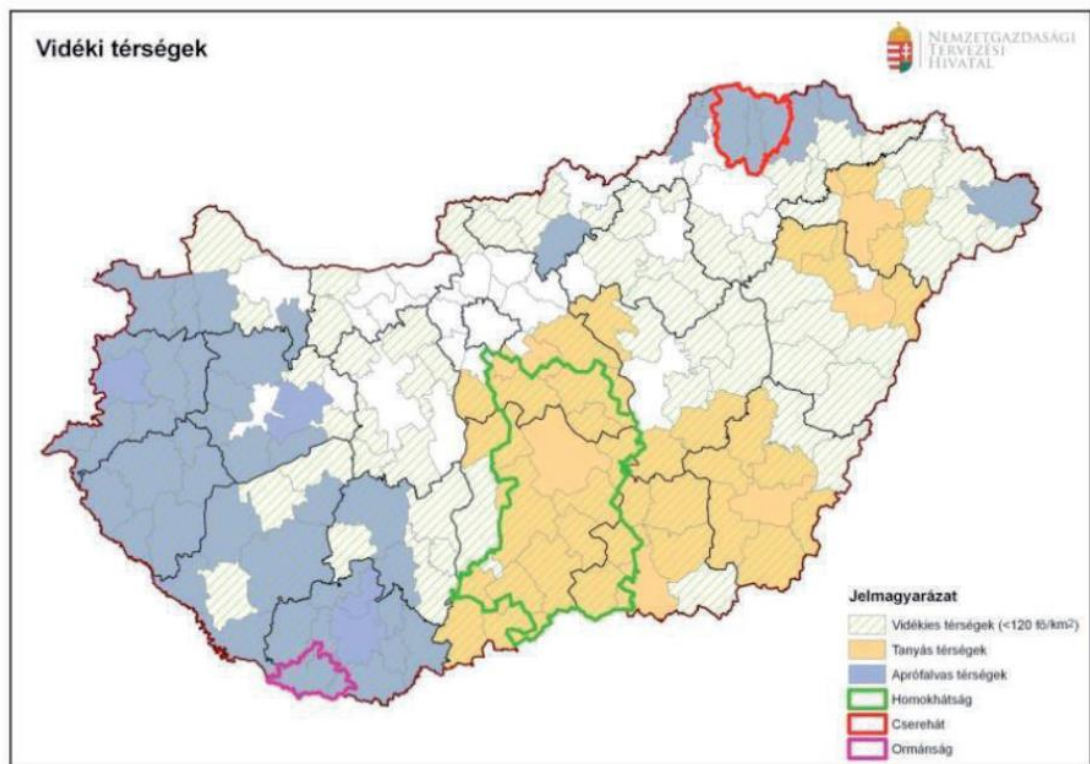 Vidéki térségek
NEMZETGAZDASÁGI
TERVEZÉSI
HIVATAL
Jelmagyarázat
Vidékies térségek (<120 fő/km²)
Tanyás térségek
Aprófalvas térségek
Homokhátság
Cserehát
Ormánság